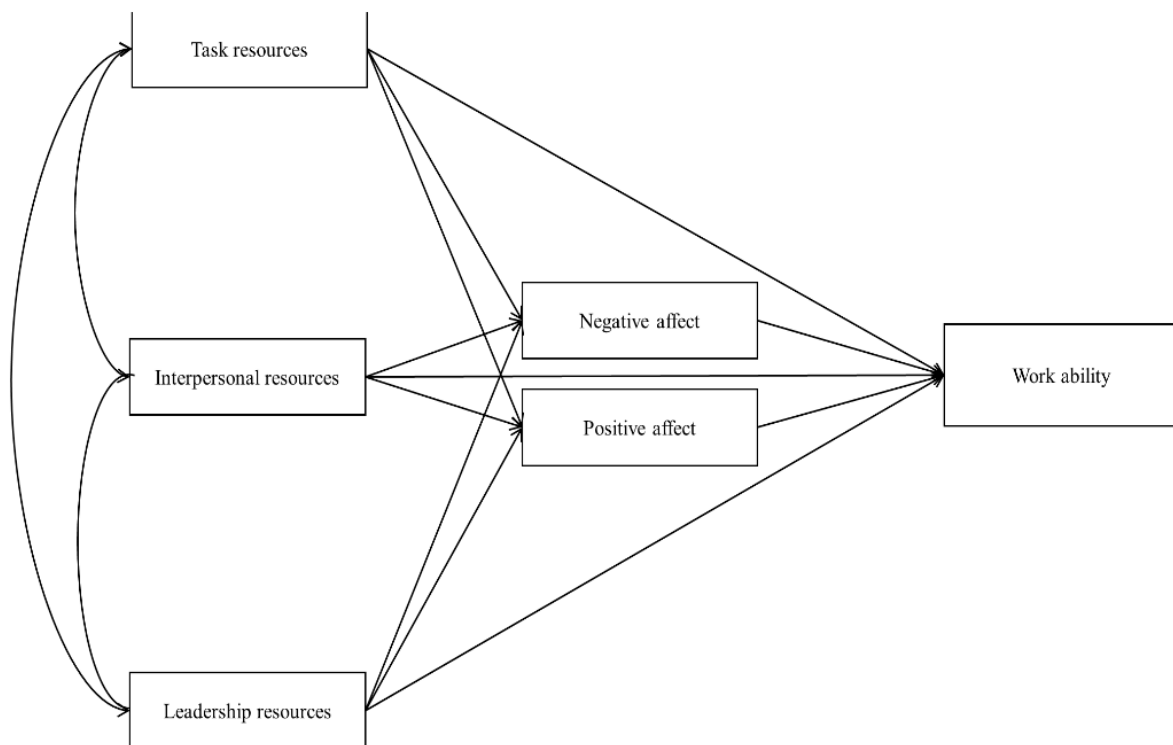 Task resources
Negative affect
Interpersonal resources
Work ability
Positive affect
Leadership resources